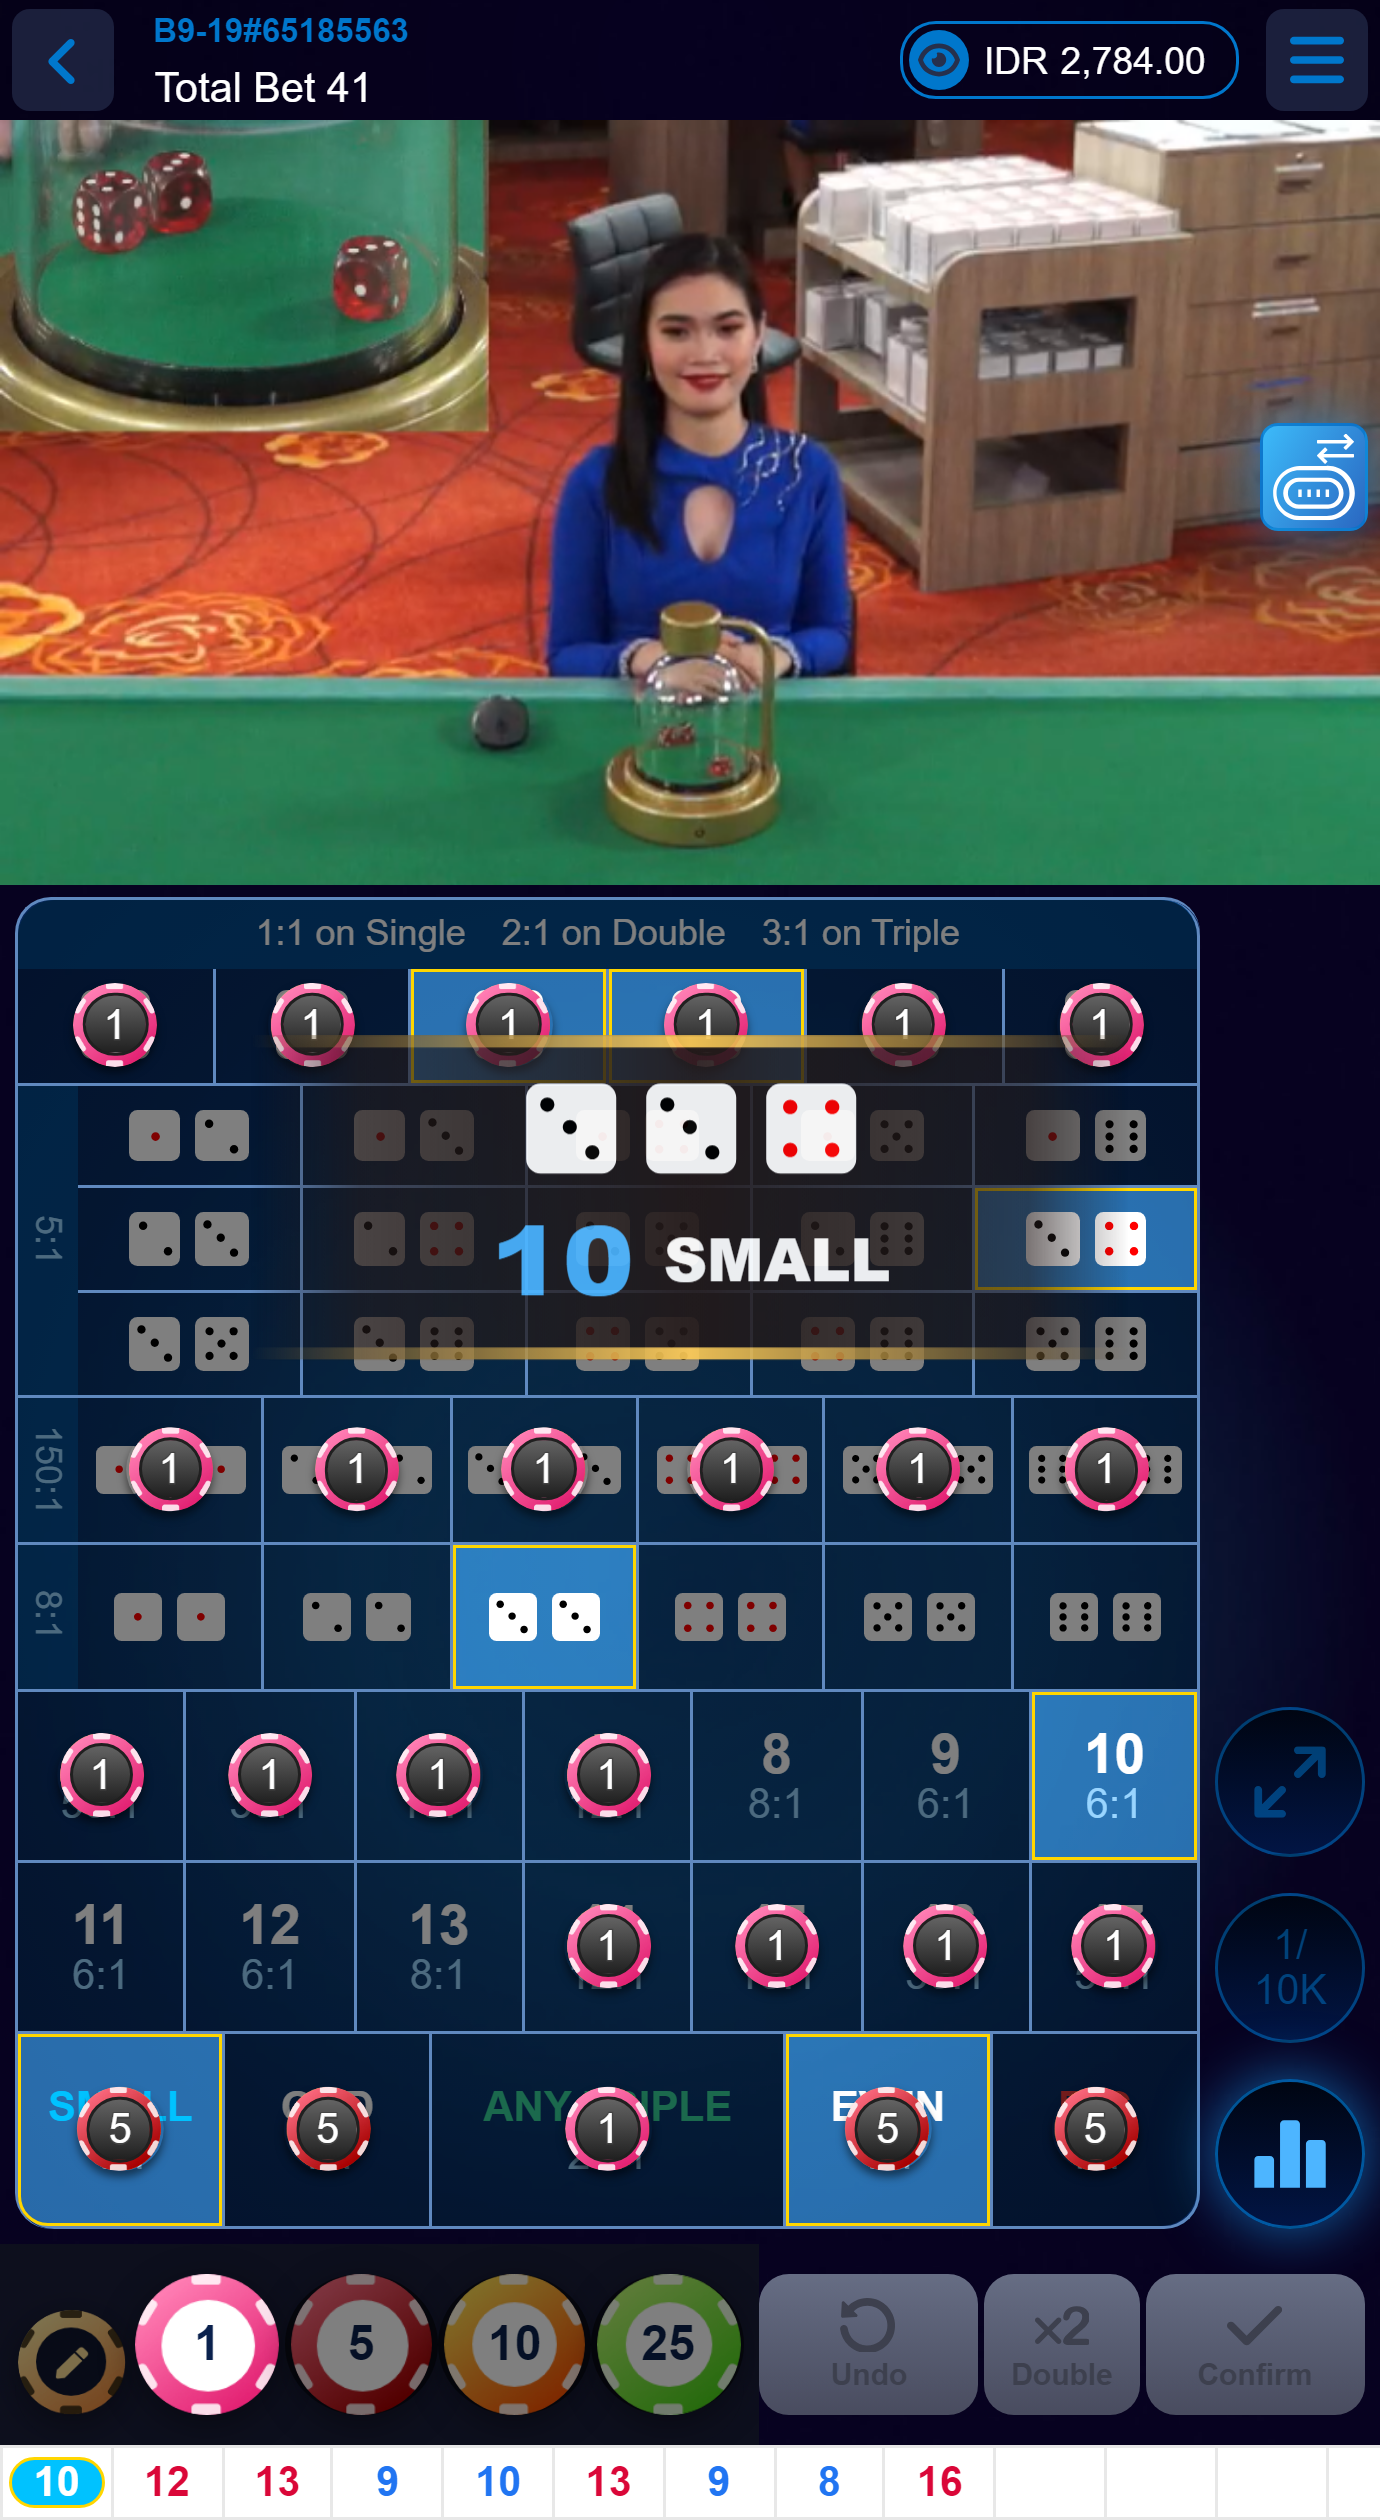 B9-19#65185563
Total Bet 41
IDR 2,784.00
1:1 on Single 2:1 on Double 3:1 on Triple
1 1 1 1 1 1
5:1
10 SMALL
150:1
1 1 1 1 1 1
8:1
1 1 1 1 8 9 10
8:1 6:1 6:1
11 12 13 1 1 1 1
6:1 6:1 8:1
5 5 1 5 5
1/
10K
1 5 10 25
x2
Undo Double Confirm
10 12 13 9 10 13 9 8 16